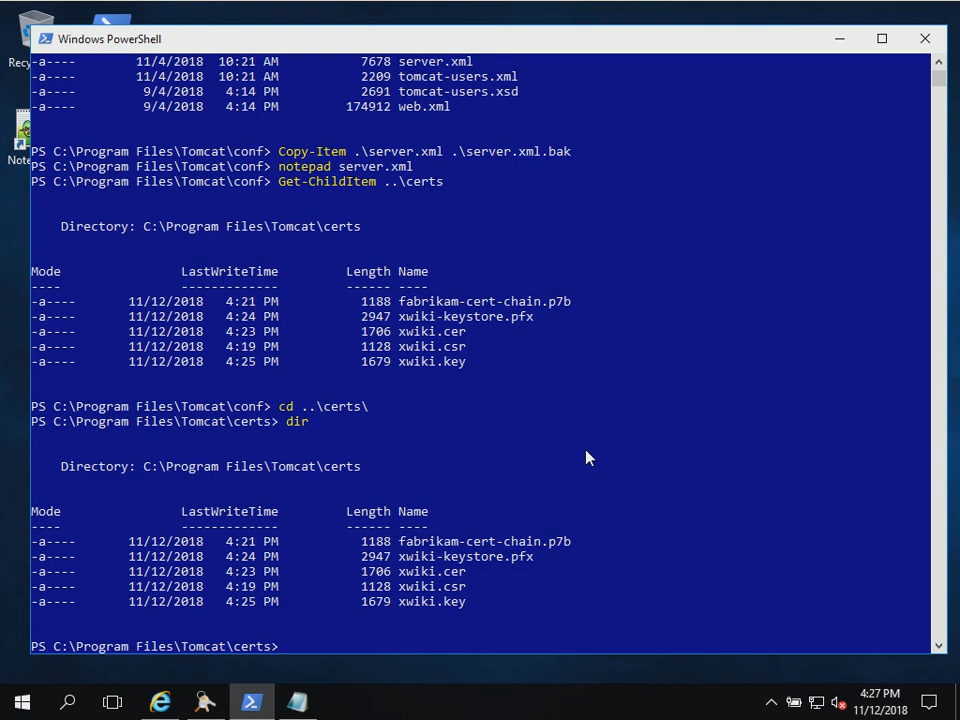 Windows PowerShell
Recy
Note
-a---- 11/4/2018 10:21 AM 7678 server.xml
-a---- 11/4/2018 10:21 AM 2209 tomcat-users.xml
-a---- 9/4/2018 4:14 PM 2691 tomcat-users.xsd
-a---- 9/4/2018 4:14 PM 174912 web.xml
PS C:\Program Files\Tomcat\conf> Copy-Item .\server.xml .\server.xml.bak
PS C:\Program Files\Tomcat\conf> notepad server.xml
PS C:\Program Files\Tomcat\conf> Get-ChildItem ..\certs
Directory: C:\Program Files\Tomcat\certs
Mode LastWriteTime Length Name
---- ------------- ------ ----
-a---- 11/12/2018 4:21 PM 1188 fabrikam-cert-chain.p7b
-a---- 11/12/2018 4:24 PM 2947 xwiki-keystore.pfx
-a---- 11/12/2018 4:23 PM 1706 xwiki.cer
-a---- 11/12/2018 4:19 PM 1128 xwiki.csr
-a---- 11/12/2018 4:25 PM 1679 xwiki.key
PS C:\Program Files\Tomcat\conf> cd ..\certs\
PS C:\Program Files\Tomcat\certs> dir
Directory: C:\Program Files\Tomcat\certs
Mode LastWriteTime Length Name
---- ------------- ------ ----
-a---- 11/12/2018 4:21 PM 1188 fabrikam-cert-chain.p7b
-a---- 11/12/2018 4:24 PM 2947 xwiki-keystore.pfx
-a---- 11/12/2018 4:23 PM 1706 xwiki.cer
-a---- 11/12/2018 4:19 PM 1128 xwiki.csr
-a---- 11/12/2018 4:25 PM 1679 xwiki.key
PS C:\Program Files\Tomcat\certs>
4:27 PM
11/12/2018